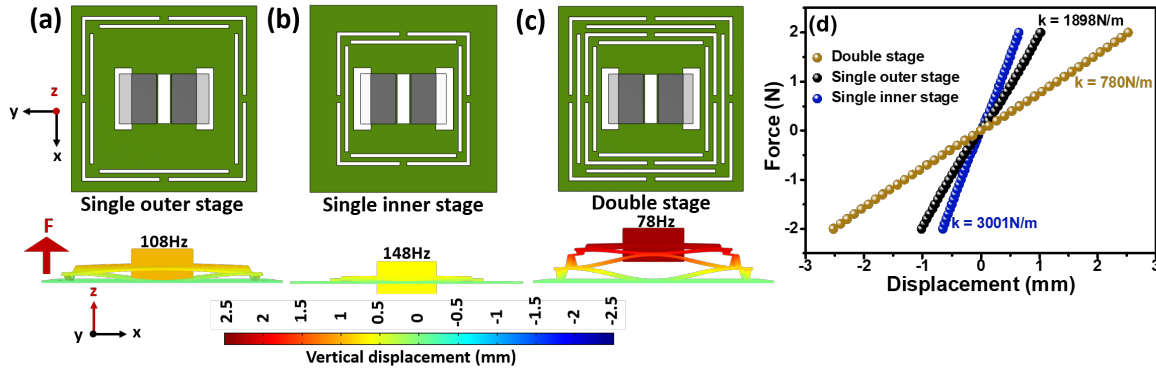 (a)
(b)
(c)
(d)
z
y
x
Single outer stage
Single inner stage
Double stage
F
108Hz
148Hz
78Hz
z
y
x
2.5
2
1.5
1
0.5
0
-0.5
-1
-1.5
-2
-2.5
Vertical displacement (mm)
k = 1898N/m
Double stage
Single outer stage
Single inner stage
k = 780N/m
k = 3001N/m
Force (N)
2
1
0
-1
-2
-3
-2
-1
0
1
2
3
Displacement (mm)